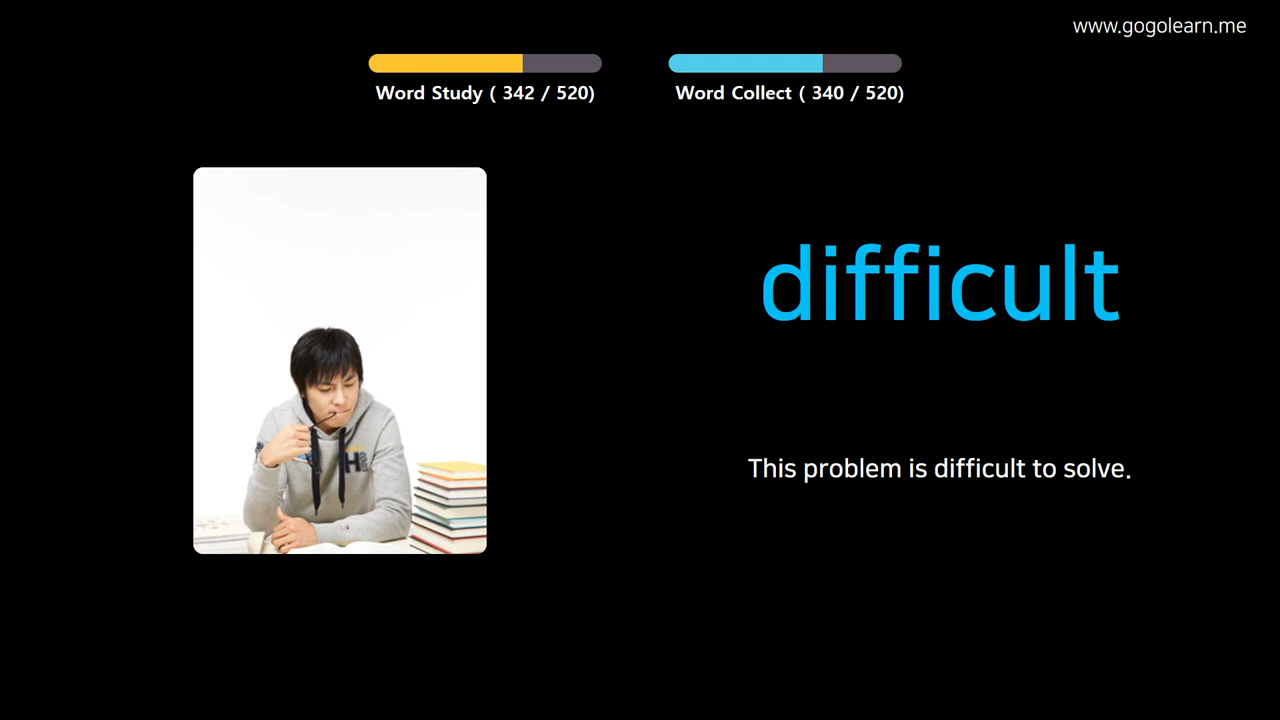 www.gogolearn.me
Word Study ( 342 / 520)
Word Collect ( 340 / 520)
difficult
This problem is difficult to solve.
H